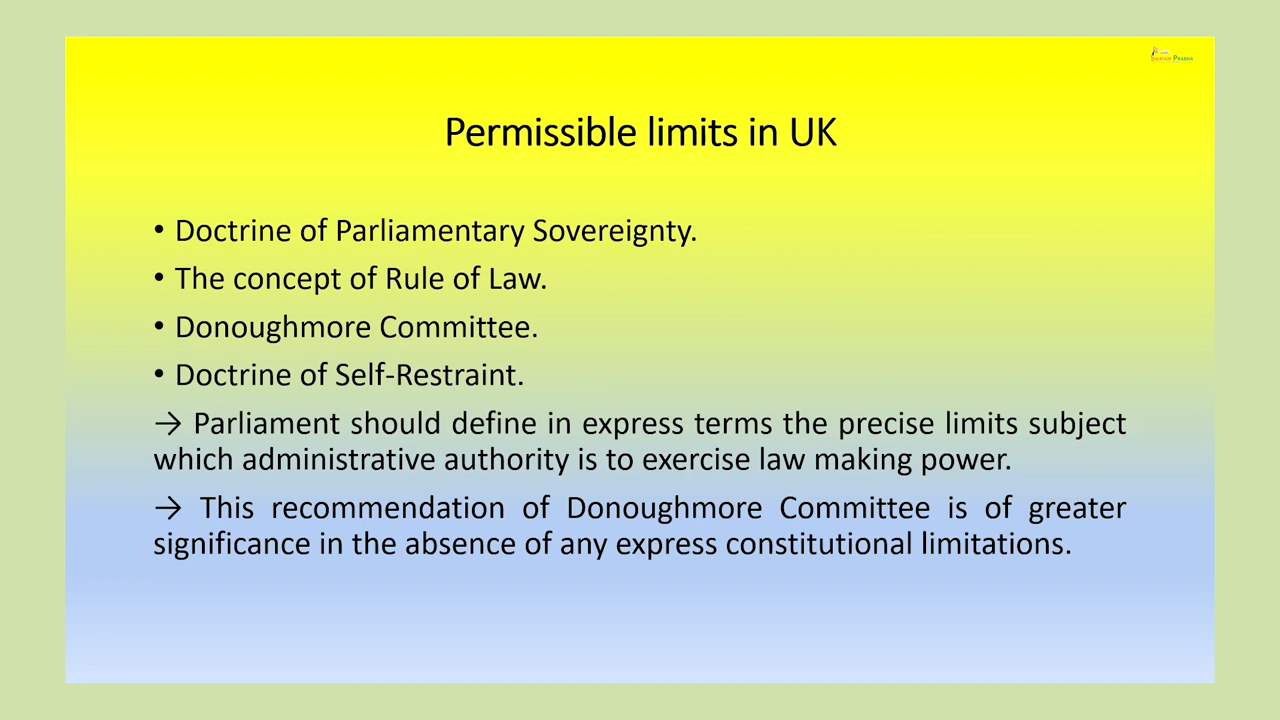 SWAYAM PRABHA
Permissible limits in UK
• Doctrine of Parliamentary Sovereignty.
• The concept of Rule of Law.
• Donoughmore Committee.
• Doctrine of Self-Restraint.
→ Parliament should define in express terms the precise limits subject
which administrative authority is to exercise law making power.
→ This recommendation of Donoughmore Committee is of greater
significance in the absence of any express constitutional limitations.